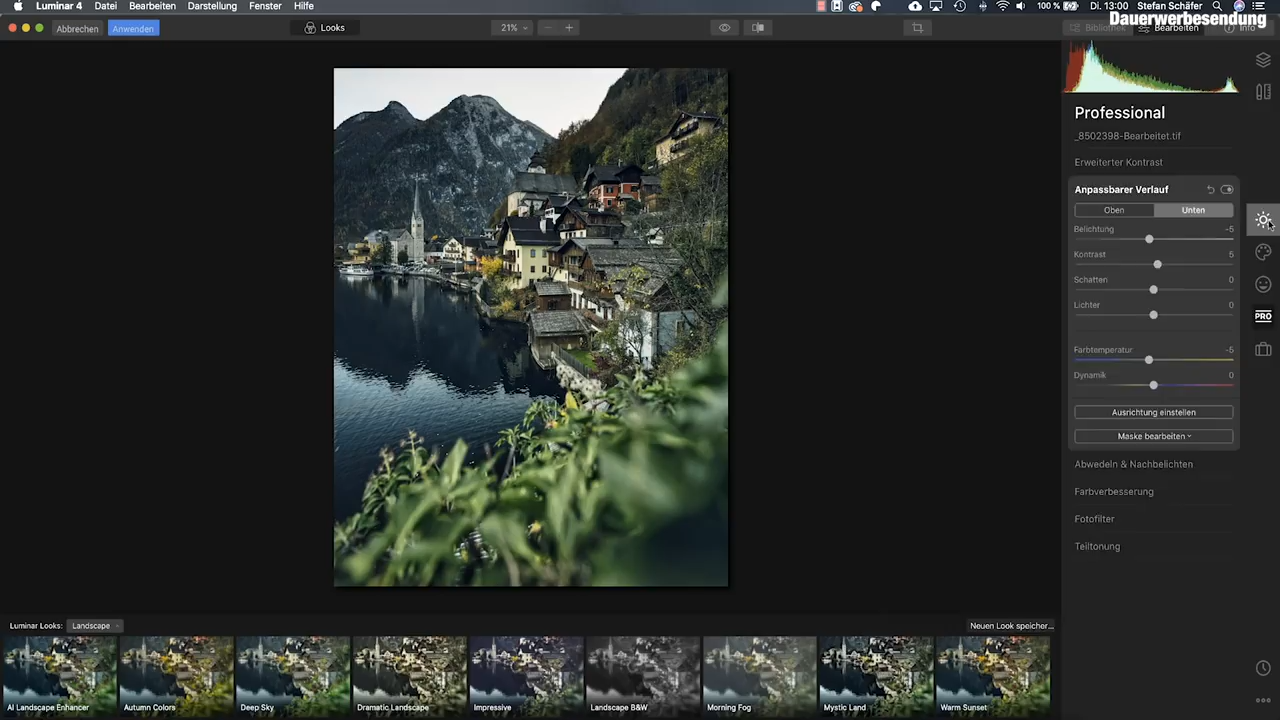 Luminar 4 Datei Bearbeiten Darstellung Fenster Hilfe
100 % Di. 13:00 Stefan Schäfer
Dauerwerbesendung
Abbrechen Anwenden Looks 21% Bibliothek Bearbeiten Info
Professional
_8502398-Bearbeitet.tif
Erweiterter Kontrast
Anpassbarer Verlauf
Oben Unten
Belichtung -5
Kontrast 5
Schatten 0
Lichter 0
Farbtemperatur -5
Dynamik 0
Ausrichtung einstellen
Maske bearbeiten
Abwedeln & Nachbelichten
Farbverbesserung
Fotofilter
Teiltonung
PRO
Luminar Looks: Landscape Neuen Look speicher...
AI Landscape Enhancer Autumn Colors Deep Sky Dramatic Landscape Impressive Landscape B&W Morning Fog Mystic Land Warm Sunset